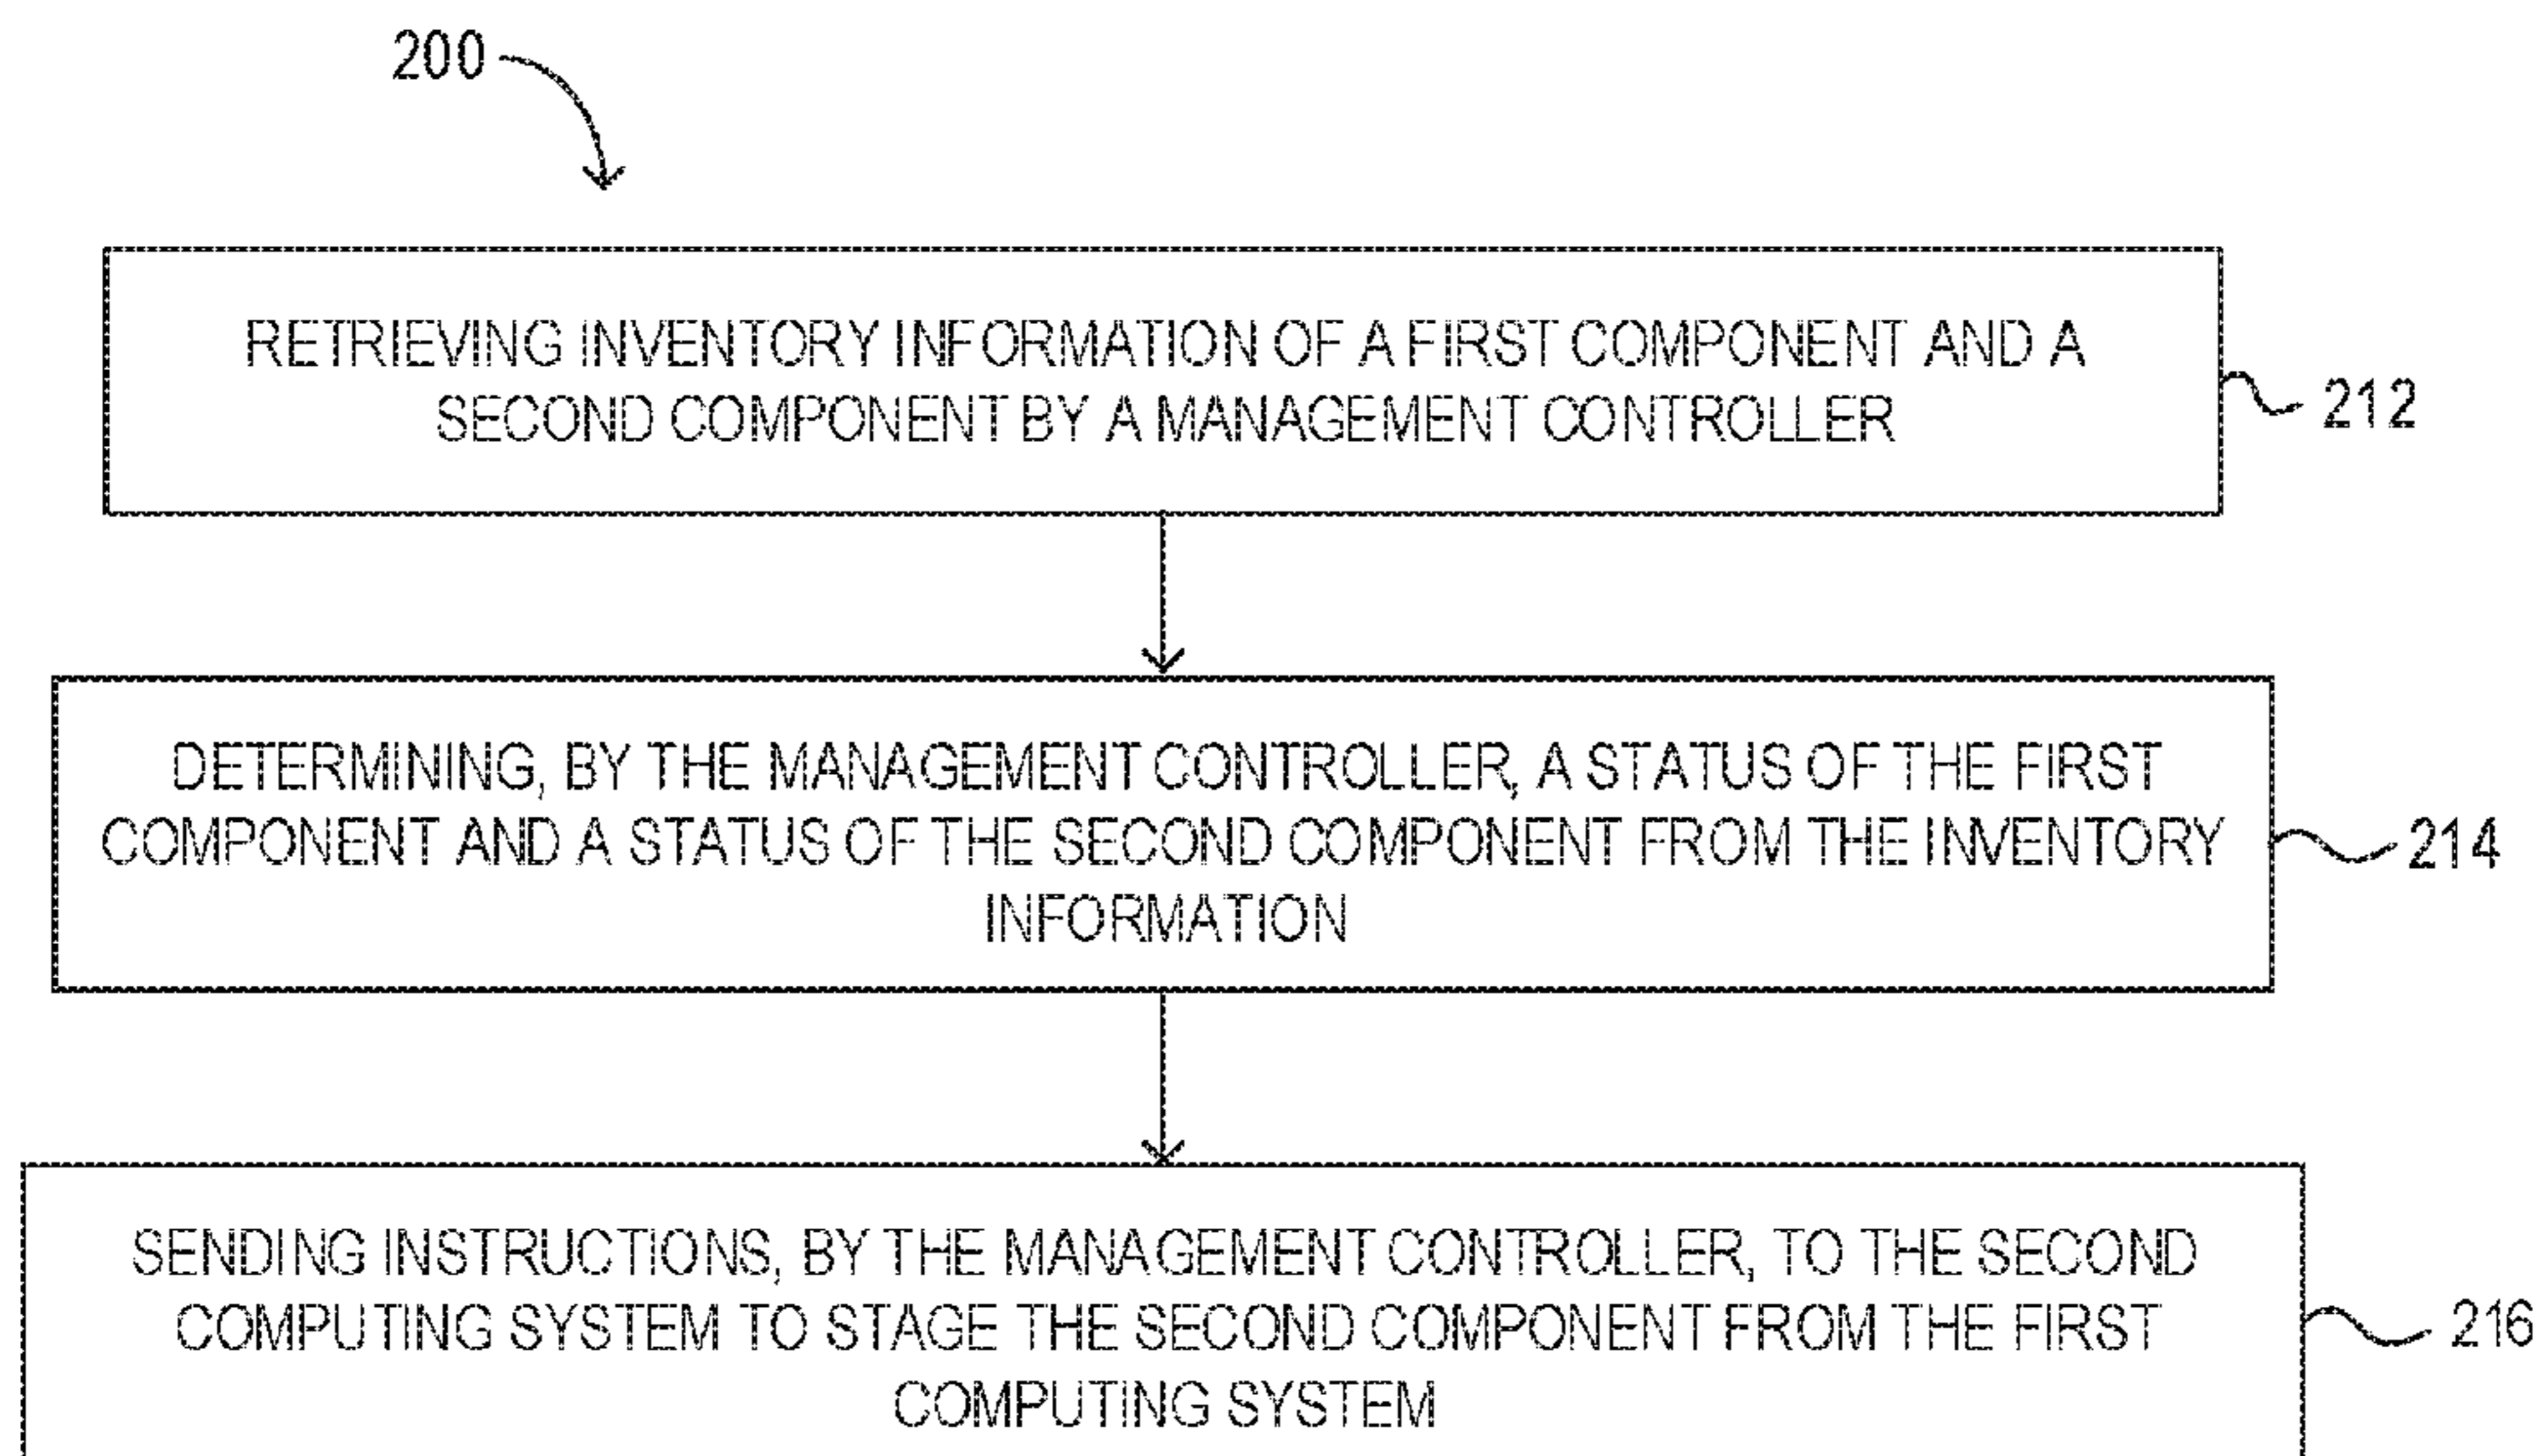 200
RETRIEVING INVENTORY INFORMATION OF A FIRST COMPONENT AND A
SECOND COMPONENT BY A MANAGEMENT CONTROLLER
212
DETERMINING, BY THE MANAGEMENT CONTROLLER, A STATUS OF THE FIRST
COMPONENT AND A STATUS OF THE SECOND COMPONENT FROM THE INVENTORY
INFORMATION
214
SENDING INSTRUCTIONS, BY THE MANAGEMENT CONTROLLER, TO THE SECOND
COMPUTING SYSTEM TO STAGE THE SECOND COMPONENT FROM THE FIRST
COMPUTING SYSTEM
216